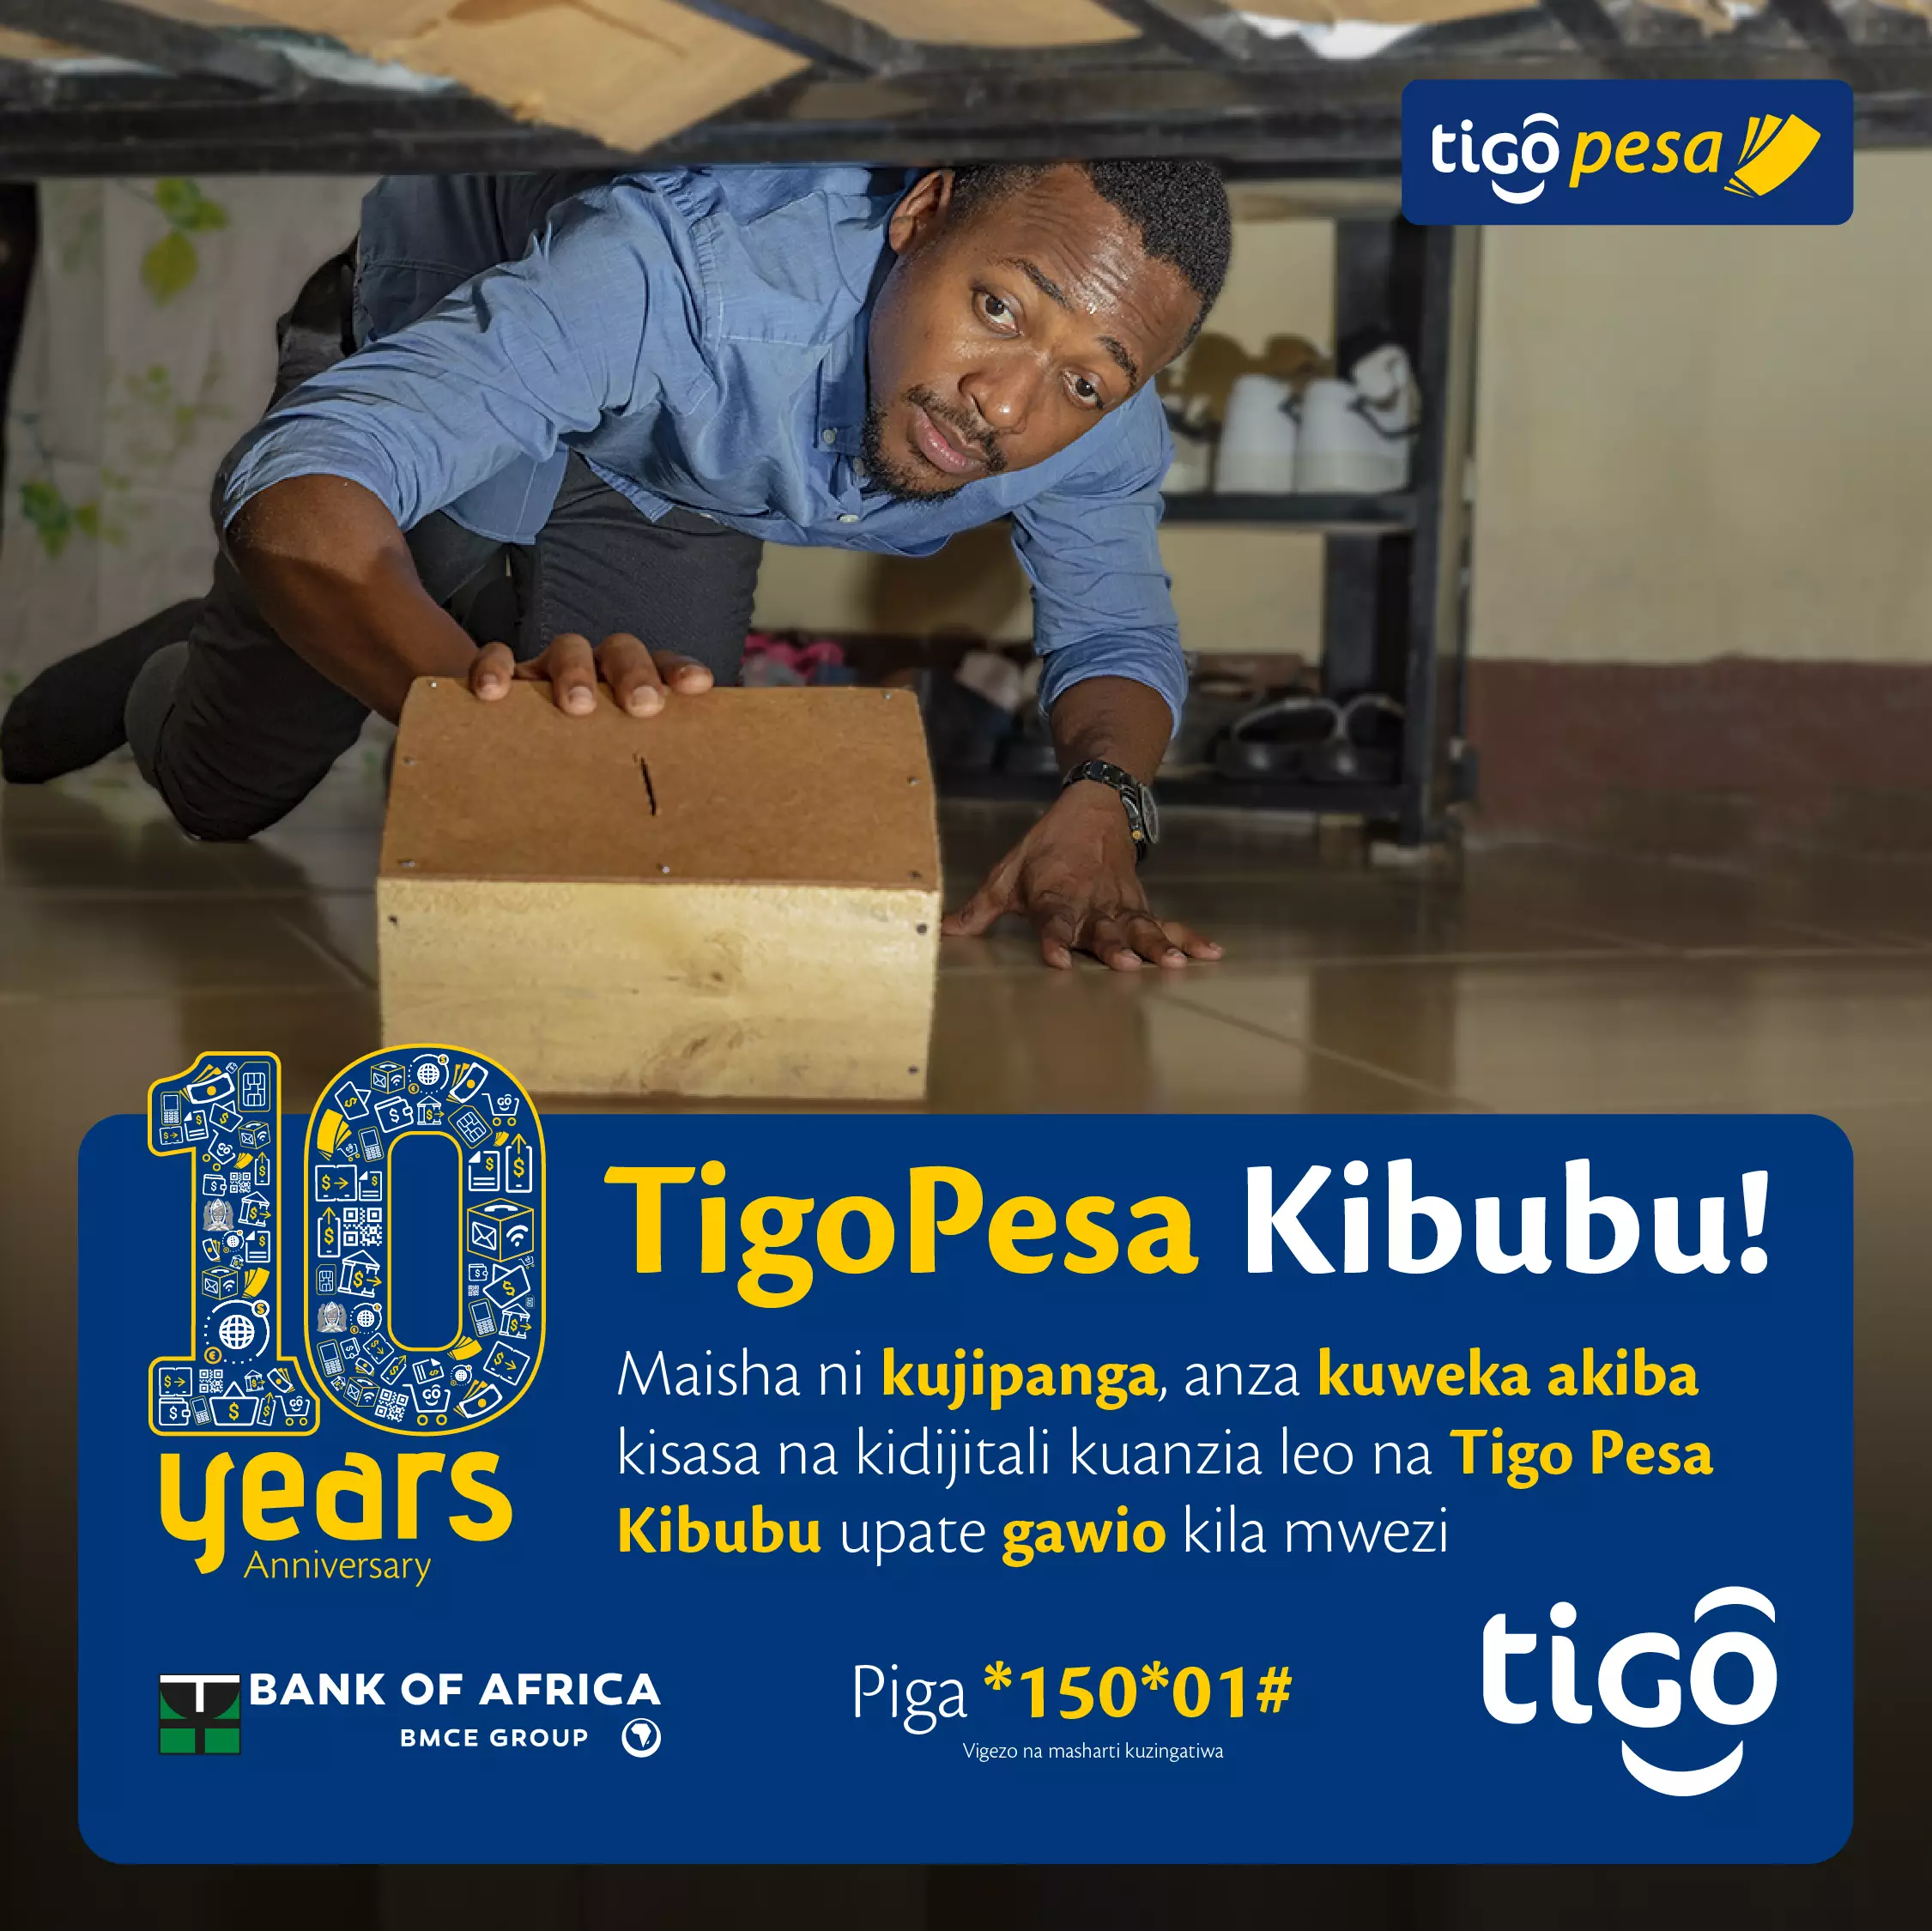 tigo pesa
TigoPesa Kibubu!
Maisha ni kujipanga, anza kuweka akiba
kisasa na kidijitali kuanzia leo na Tigo Pesa
Kibubu upate gawio kila mwezi
10
years
Anniversary
BANK OF AFRICA
BMCE GROUP
Piga *150*01#
Vigezo na masharti kuzingatiwa
tigo